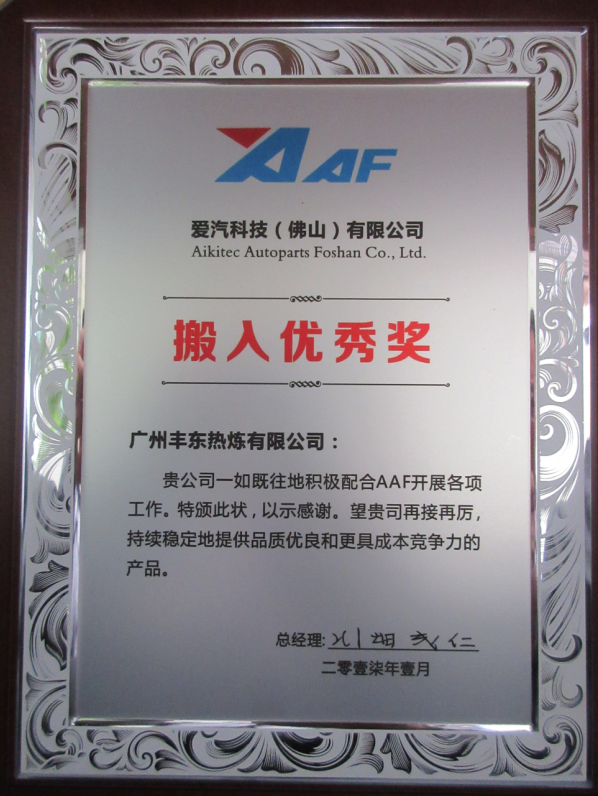 AAF
爱汽科技（佛山）有限公司
Aikitec Autoparts Foshan Co., Ltd.
搬入优秀奖
广州丰东热炼有限公司：
贵公司一如既往地积极配合AAF开展各项
工作。特颁此状，以示感谢。望贵司再接再厉，
持续稳定地提供品质优良和更具成本竞争力的
产品。
总经理:
二零壹柒年壹月